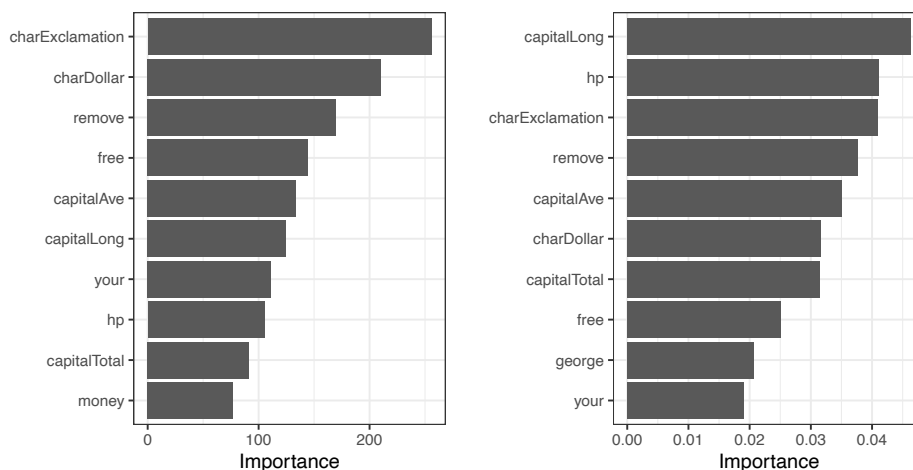 charExclamation
charDollar
remove
free
capitalAve
capitalLong
your
hp
capitalTotal
money
0 100 200
Importance
capitalLong
hp
charExclamation
remove
capitalAve
charDollar
capitalTotal
free
george
your
0.00 0.01 0.02 0.03 0.04
Importance